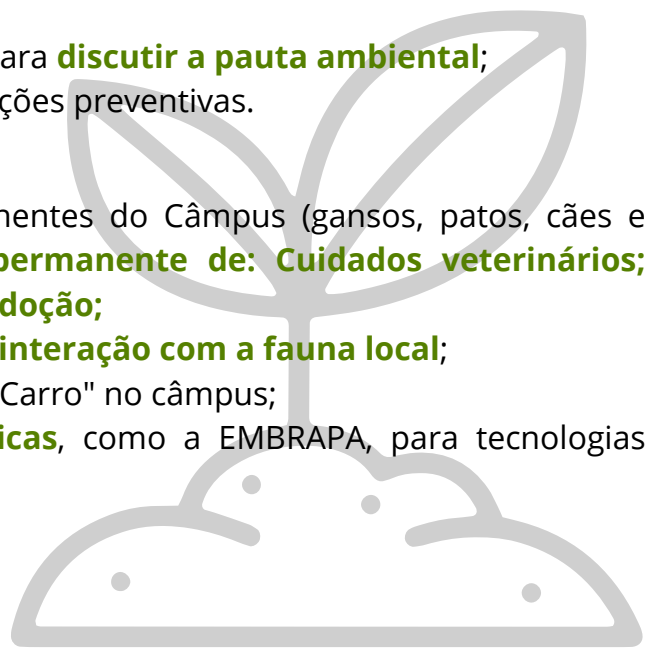 ara discutir a pauta ambiental;
ções preventivas.
nentes do Câmpus (gansos, patos, cães e
permanente de: Cuidados veterinários;
doção;
interação com a fauna local;
Carro" no câmpus;
icas, como a EMBRAPA, para tecnologias